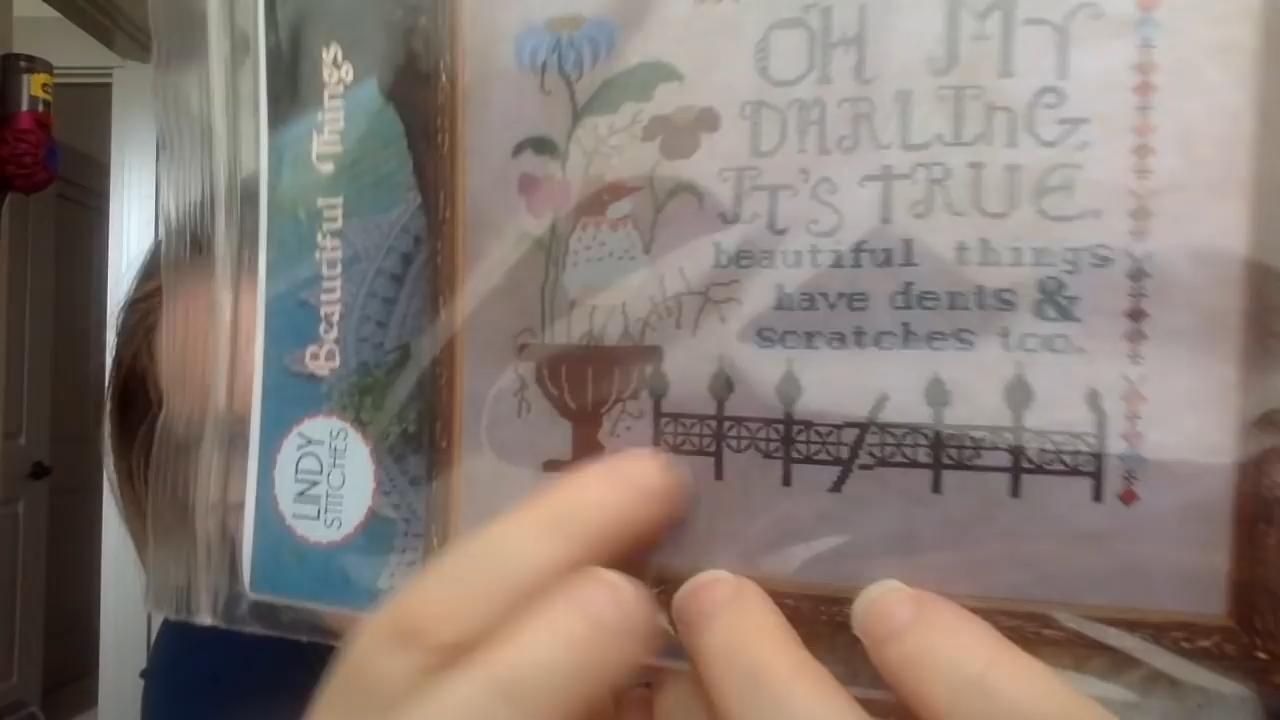 Beautiful Things
LINDY
STITCHES
OH MY
DARLING
IT'S TRUE
beautiful things
have dents &
scratches too.